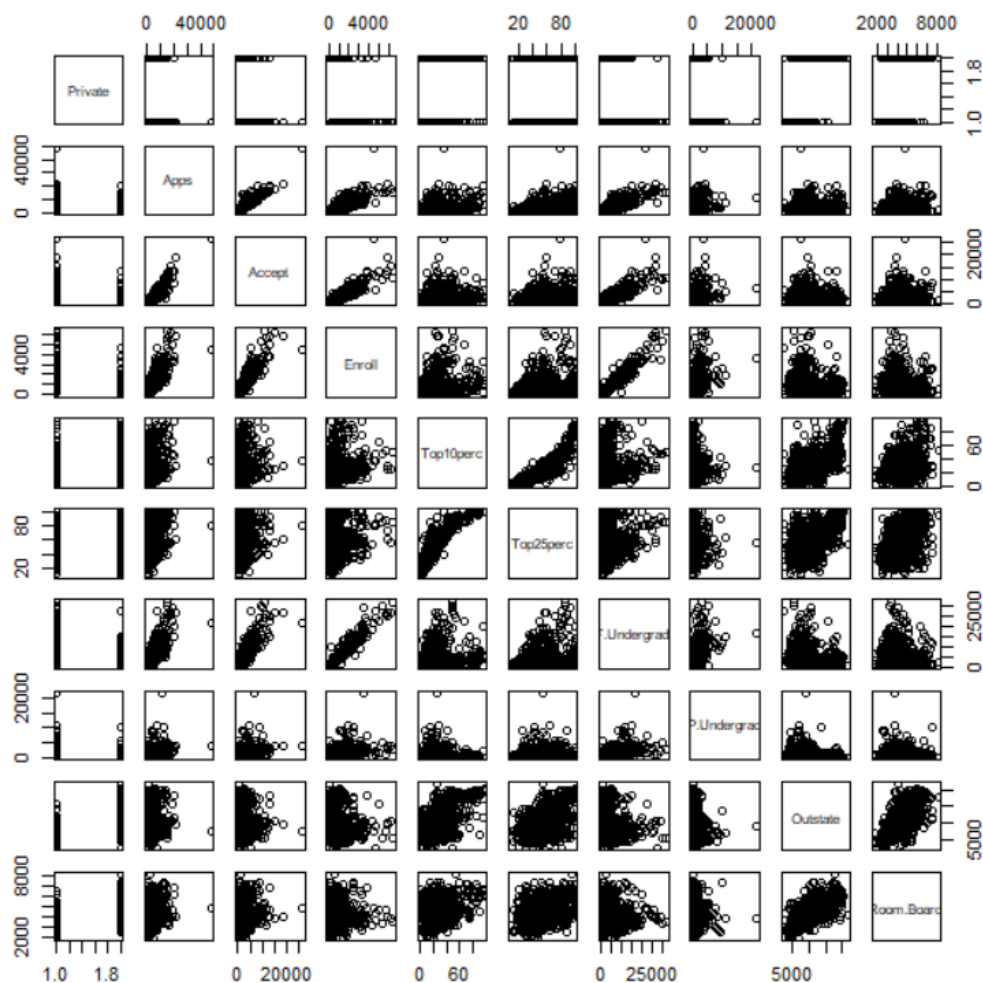 0 40000 0 4000 20 80 0 20000 2000 8000
Private
1.0 1.8
0 40000
Apps
Accept
0 20000
0 4000
Enroll
Top10perc
0 60
20 80
Top25perc
F.Undergrad
0 25000
0 20000
P.Undergrad
Outstate
5000
2000 8000
Room.Board
1.0 1.8 0 20000 0 60 0 25000 5000